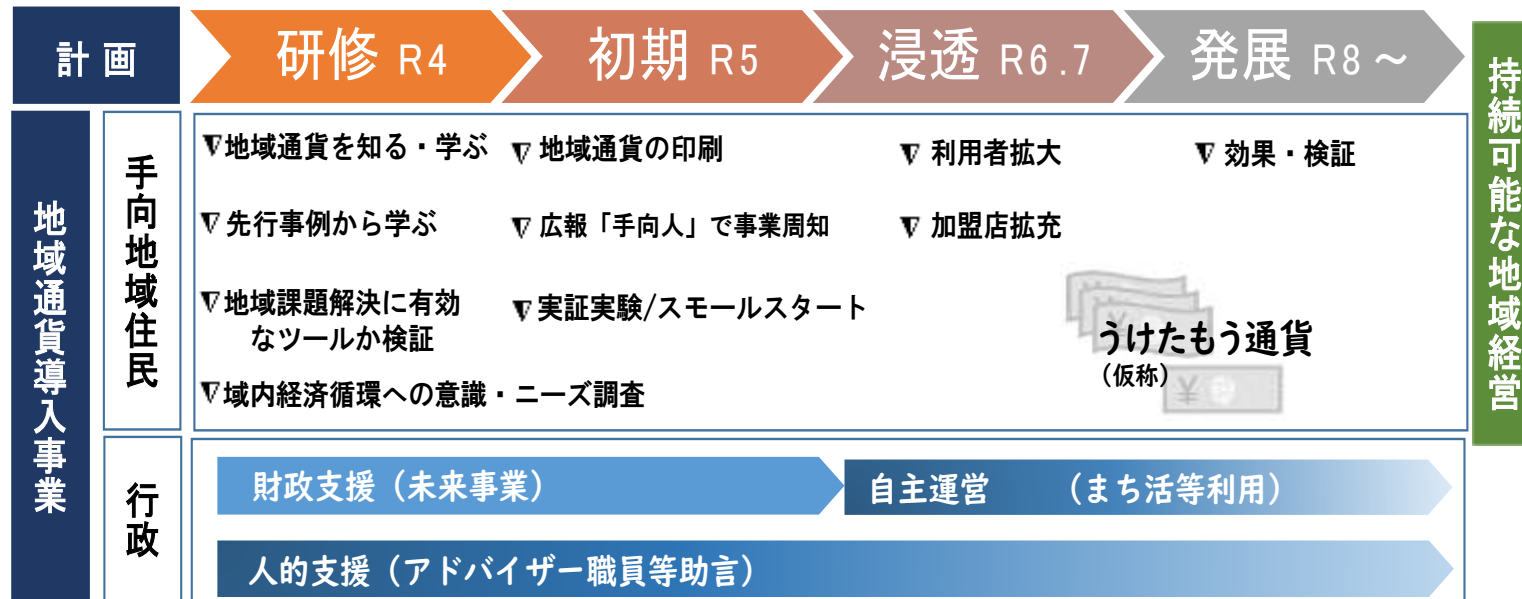 計画
研修 R4
初期 R5
浸透 R6.7
発展 R8～
持続可能な地域経営
地域通貨導入事業
手向地域住民
∇地域通貨を知る・学ぶ
∇先行事例から学ぶ
∇地域課題解決に有効
なツールか検証
∇域内経済循環への意識・ニーズ調査
∇地域通貨の印刷
∇広報「手向人」で事業周知
∇実証実験/スモールスタート
∇利用者拡大
∇加盟店拡充
∇効果・検証
うけたもう通貨
（仮称）
¥
行政
財政支援（未来事業）
自主運営　（まち活等利用）
人的支援（アドバイザー職員等助言）